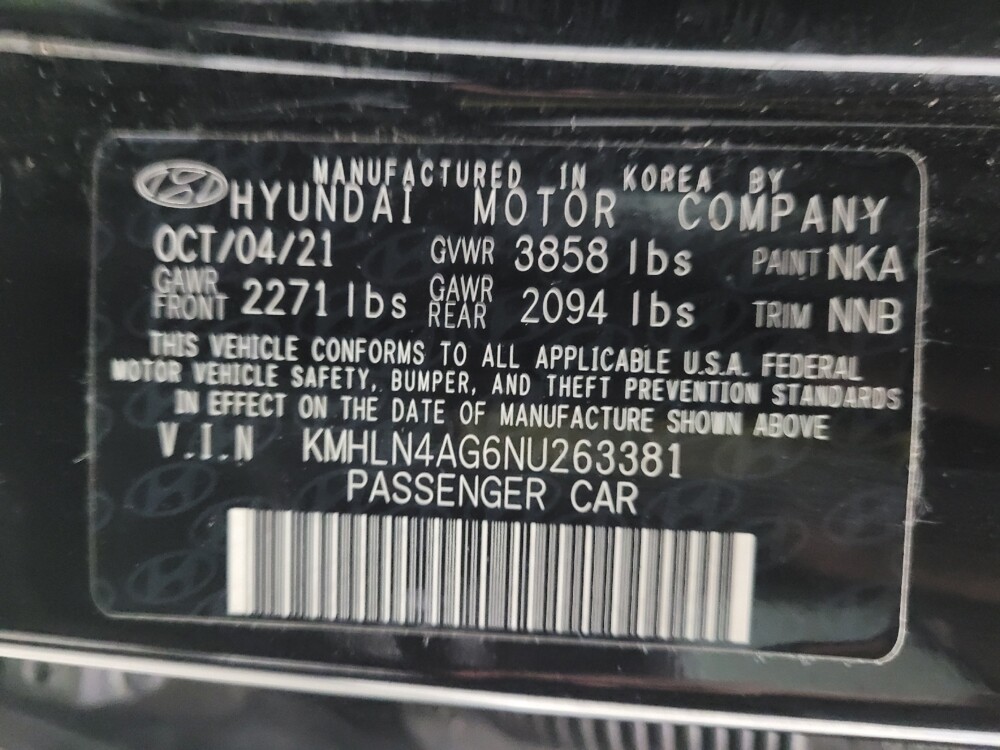 MANUFACTURED IN KOREA BY
HYUNDAI MOTOR COMPANY
OCT/04/21 GVWR 3858 lbs PAINT NKA
GAWR FRONT 2271 lbs GAWR REAR 2094 lbs TRIM NNB
THIS VEHICLE CONFORMS TO ALL APPLICABLE U.S.A. FEDERAL
MOTOR VEHICLE SAFETY, BUMPER, AND THEFT PREVENTION STANDARDS
IN EFFECT ON THE DATE OF MANUFACTURE SHOWN ABOVE
V.I.N KMHLN4AG6NU263381
PASSENGER CAR